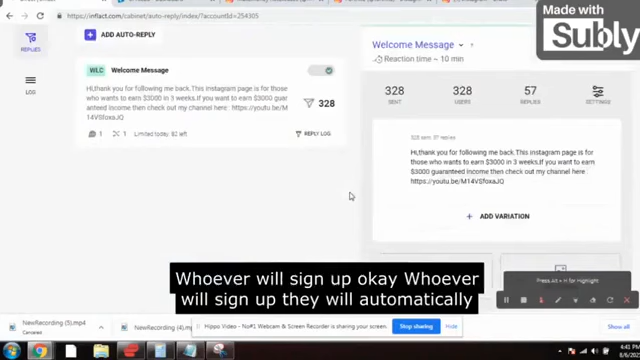 Made with
Subly
https://inflact.com/cabinet/auto-reply/index/?accountId=254305
REPLIES
LOG
+ ADD AUTO-REPLY
WLC Welcome Message
Hi,thank you for following me back.This Instagram page is for those
who wants to earn $3000 in 3 weeks.If you want to earn $3000 guar
anteed income then check out my channel here : https://youtu.be/M
14VSfoxaJQ
328
1 1 Limited today: 82 left
REPLY LOG
Welcome Message
Reaction time ~ 10 min
328
SENT
328
USERS
57
REPLIES
SETTINGS
328 sent, 57 replies
Hi,thank you for following me back.This Instagram page is for those
who wants to earn $3000 in 3 weeks.If you want to earn
$3000 guaranteed income then check out my channel here :
https://youtu.be/M14VSfoxaJQ
+ ADD VARIATION
Press Alt + H for highlight
Whoever will sign up okay Whoever
will sign up they will automatically
NewRecording (5).mp4
Canceled
NewRecording (4).mp4
Hippo Video - No#1 Webcam & Screen Recorder is sharing your screen.
Stop sharing
Hide
Show all
4:41 PM